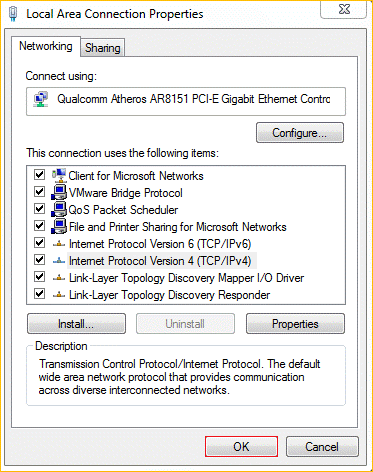 Local Area Connection Properties
Networking
Sharing
Connect using:
Qualcomm Atheros AR8151 PCI-E Gigabit Ethernet Contrc
Configure...
This connection uses the following items:
Client for Microsoft Networks
VMware Bridge Protocol
QoS Packet Scheduler
File and Printer Sharing for Microsoft Networks
Internet Protocol Version 6 (TCP/IPv6)
Internet Protocol Version 4 (TCP/IPv4)
Link-Layer Topology Discovery Mapper I/O Driver
Link-Layer Topology Discovery Responder
Install...
Uninstall
Properties
Description
Transmission Control Protocol/Internet Protocol. The default
wide area network protocol that provides communication
across diverse interconnected networks.
OK
Cancel